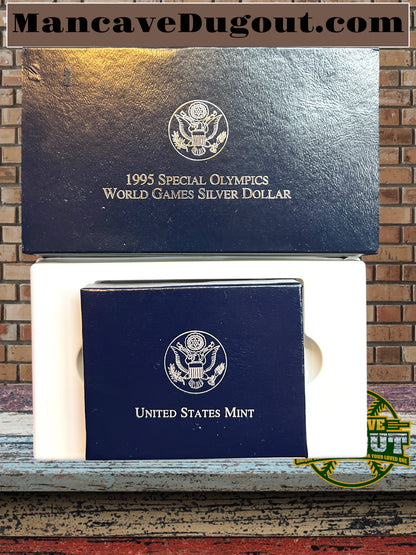 MancaveDugout.com
1995 SPECIAL OLYMPICS
WORLD GAMES SILVER DOLLAR
UNITED STATES MINT